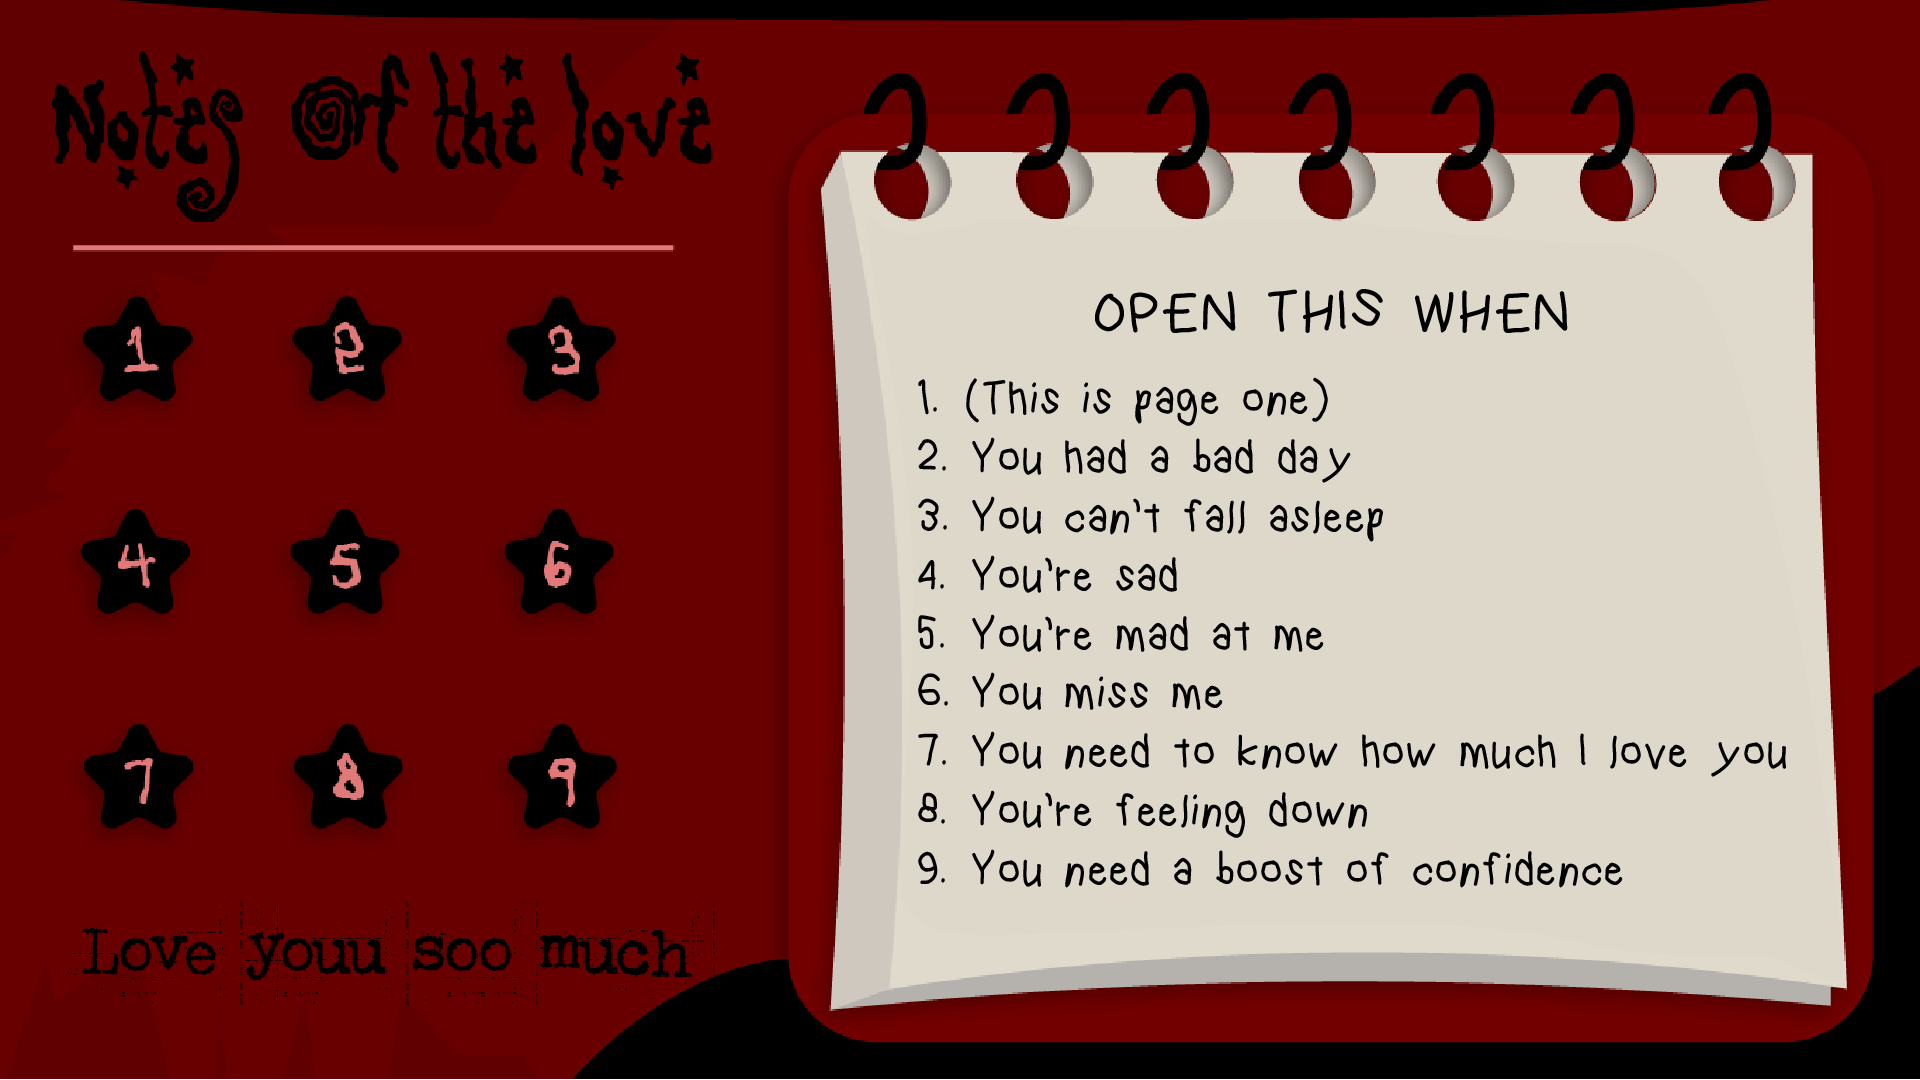 Notes Of the love
1 2 3
4 5 6
7 8 9
Love youu soo much
OPEN THIS WHEN
1. (This is page one)
2. You had a bad day
3. You can't fall asleep
4. You're sad
5. You're mad at me
6. You miss me
7. You need to know how much I love you
8. You're feeling down
9. You need a boost of confidence